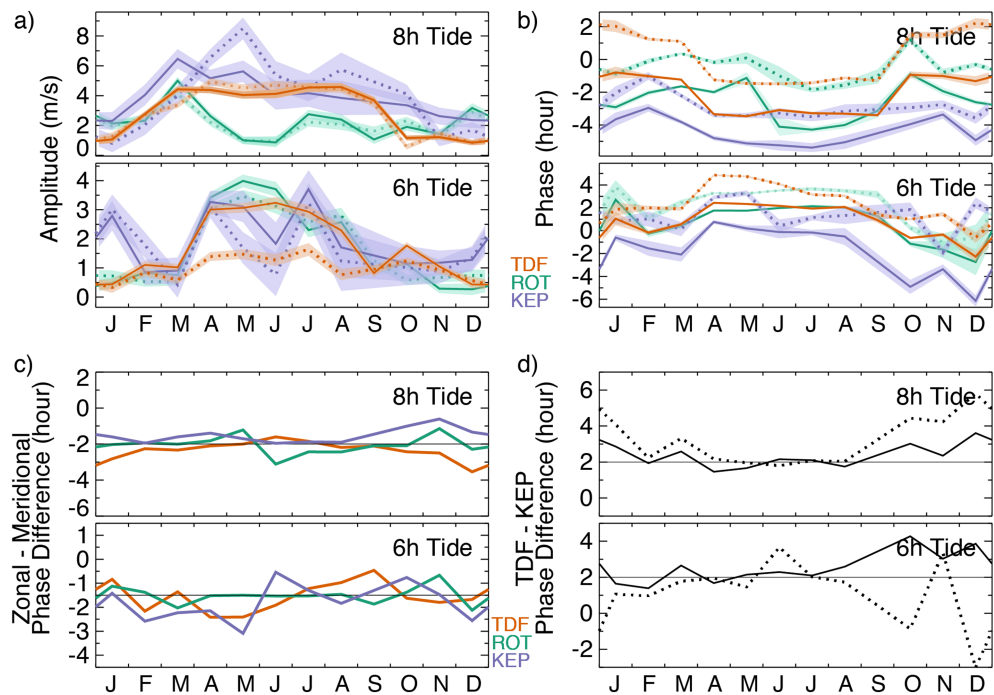 a)
8h Tide
8
6
4
2
0
6h Tide
4
3
2
1
0
Amplitude (m/s)
J F M A M J J A S O N D
TDF
ROT
KEP
b)
8h Tide
2
0
-2
-4
6h Tide
4
2
0
-2
-4
-6
Phase (hour)
J F M A M J J A S O N D
c)
8h Tide
2
0
-2
-4
-6
6h Tide
1
0
-1
-2
-3
-4
Zonal - Meridional
Phase Difference (hour)
J F M A M J J A S O N D
TDF
ROT
KEP
d)
8h Tide
6
4
2
0
6h Tide
4
2
0
-2
TDF - KEP
Phase Difference (hour)
J F M A M J J A S O N D